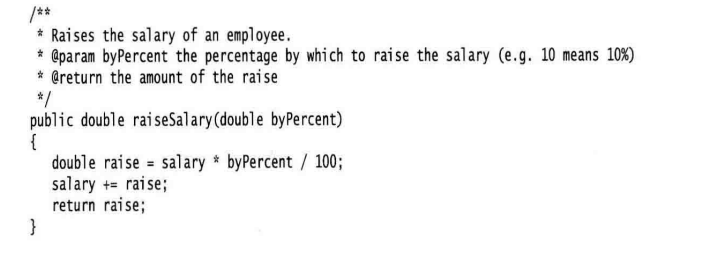 /**
 * Raises the salary of an employee.
 * @param byPercent the percentage by which to raise the salary (e.g. 10 means 10%)
 * @return the amount of the raise
 */
public double raiseSalary(double byPercent)
{
   double raise = salary * byPercent / 100;
   salary += raise;
   return raise;
}